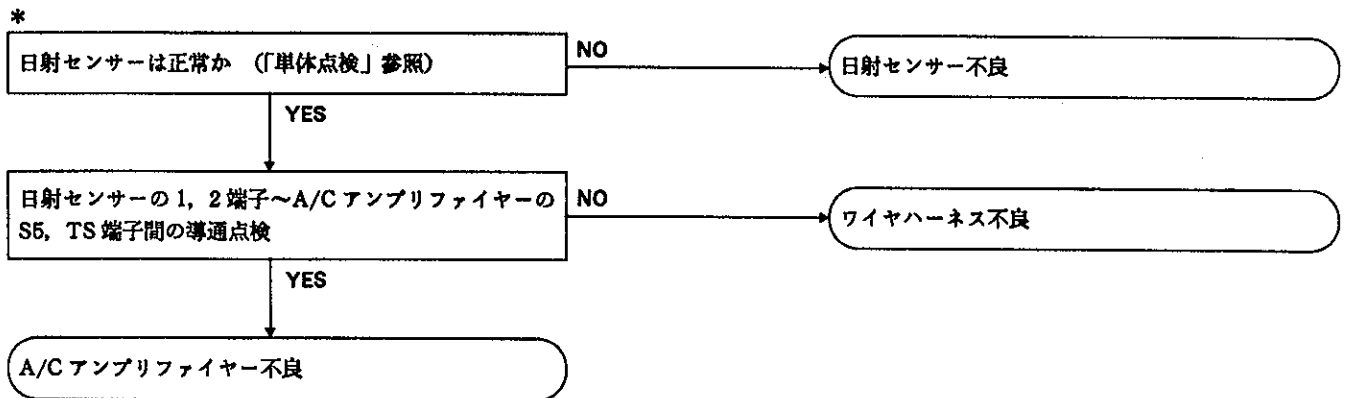 *
日射センサーは正常か (「単体点検」参照)
NO
日射センサー不良
YES
日射センサーの1, 2端子〜A/Cアンプリファイヤーの
S5, TS端子間の導通点検
NO
ワイヤハーネス不良
YES
A/Cアンプリファイヤー不良